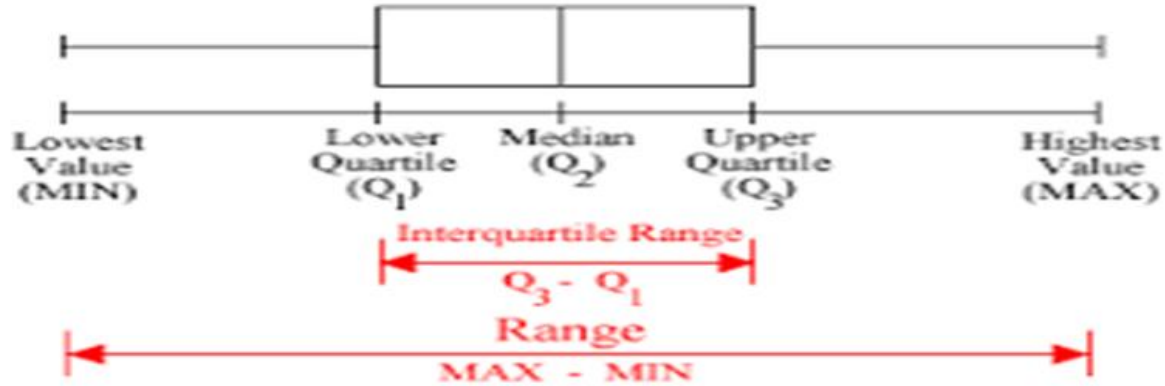 Lowest
Value
(MIN)
Lower
Quartile
(Q1)
Median
(Q2)
Upper
Quartile
(Q3)
Highest
Value
(MAX)
Interquartile Range
Q3 - Q1
Range
MAX - MIN